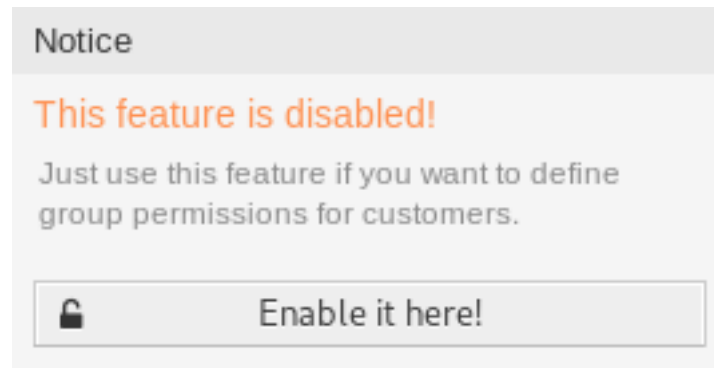 Notice
This feature is disabled!
Just use this feature if you want to define
group permissions for customers.
Enable it here!